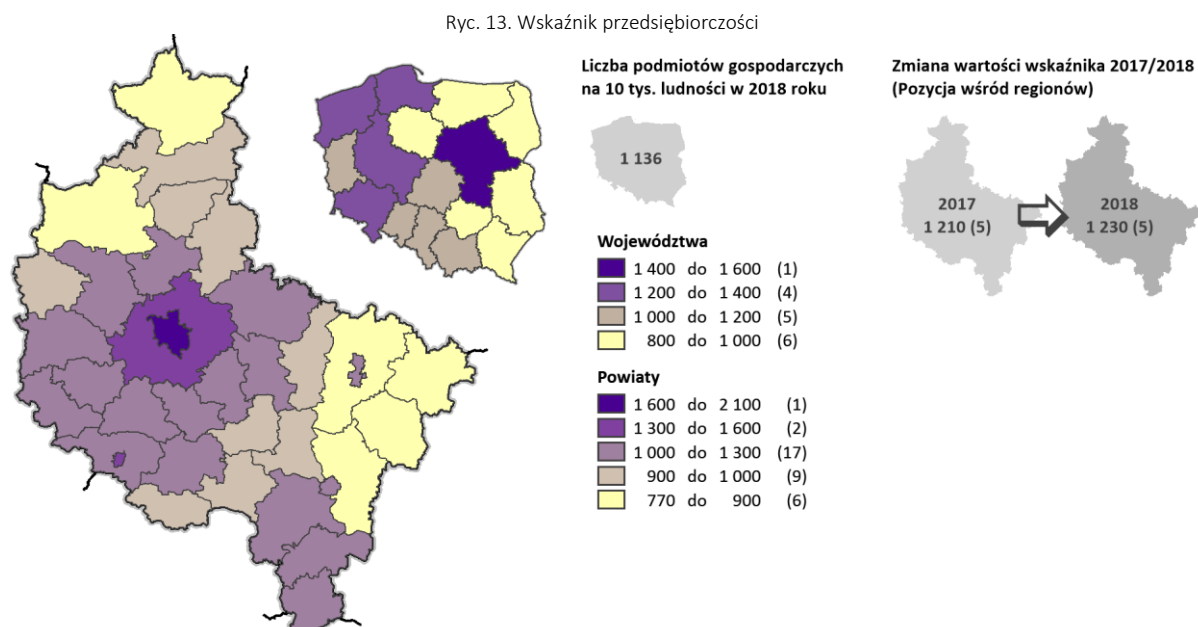 Ryc. 13. Wskaźnik przedsiębiorczości
Liczba podmiotów gospodarczych
na 10 tys. ludności w 2018 roku
1 136
Województwa
1 400 do 1 600 (1)
1 200 do 1 400 (4)
1 000 do 1 200 (5)
800 do 1 000 (6)
Powiaty
1 600 do 2 100 (1)
1 300 do 1 600 (2)
1 000 do 1 300 (17)
900 do 1 000 (9)
770 do 900 (6)
Zmiana wartości wskaźnika 2017/2018
(Pozycja wśród regionów)
2017
1 210 (5)
2018
1 230 (5)